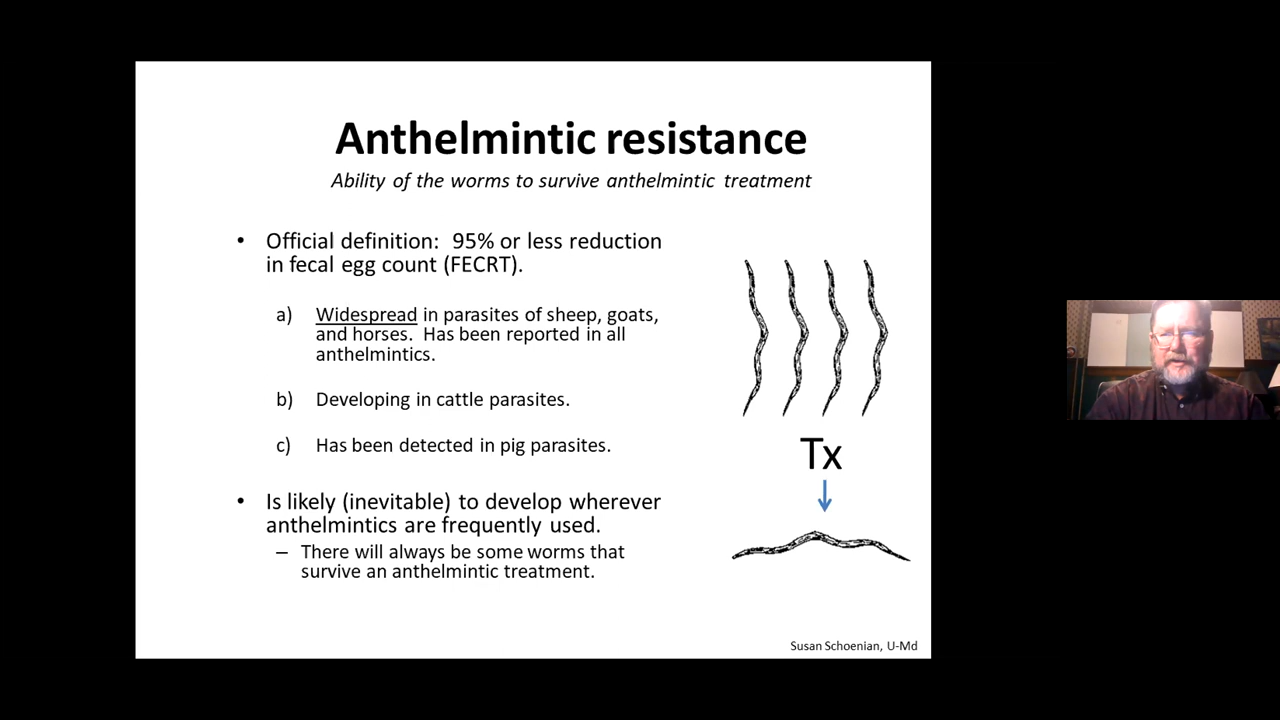 Anthelmintic resistance
Ability of the worms to survive anthelmintic treatment
• Official definition: 95% or less reduction
in fecal egg count (FECRT).
a) Widespread in parasites of sheep, goats,
and horses. Has been reported in all
anthelmintics.
b) Developing in cattle parasites.
c) Has been detected in pig parasites.
• Is likely (inevitable) to develop wherever
anthelmintics are frequently used.
– There will always be some worms that
survive an anthelmintic treatment.
Tx
Susan Schoenian, U-Md